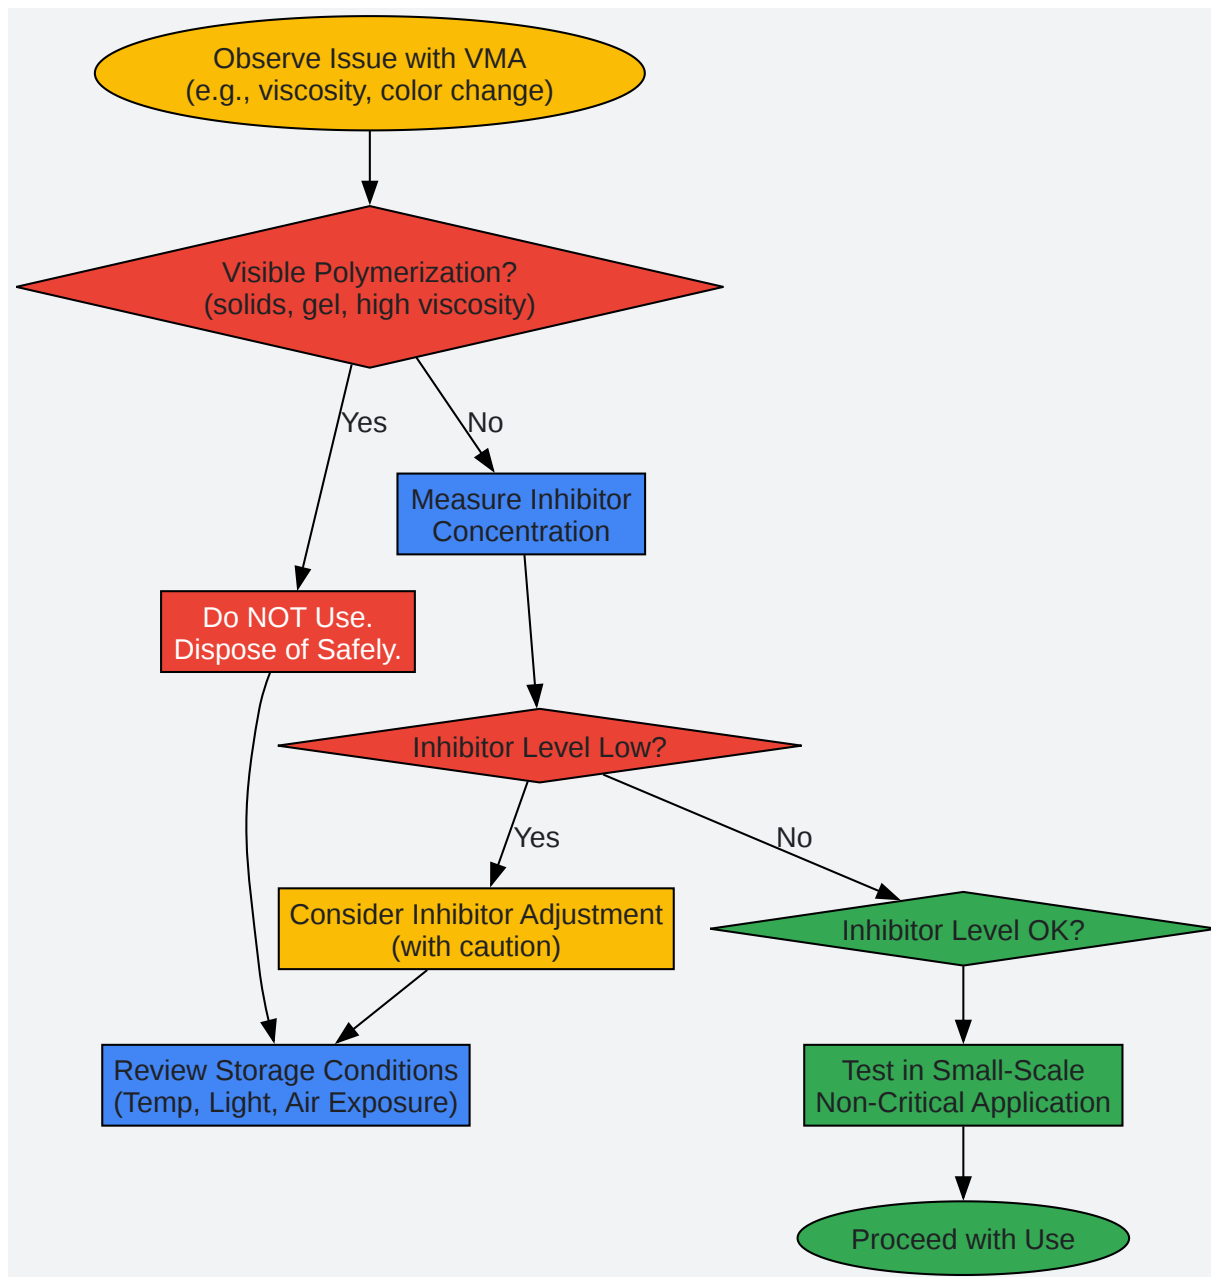 Observe Issue with VMA
(e.g., viscosity, color change)
Visible Polymerization?
(solids, gel, high viscosity)
Yes
No
Measure Inhibitor
Concentration
Do NOT Use.
Dispose of Safely.
Inhibitor Level Low?
Yes
No
Consider Inhibitor Adjustment
(with caution)
Inhibitor Level OK?
Review Storage Conditions
(Temp, Light, Air Exposure)
Test in Small-Scale
Non-Critical Application
Proceed with Use